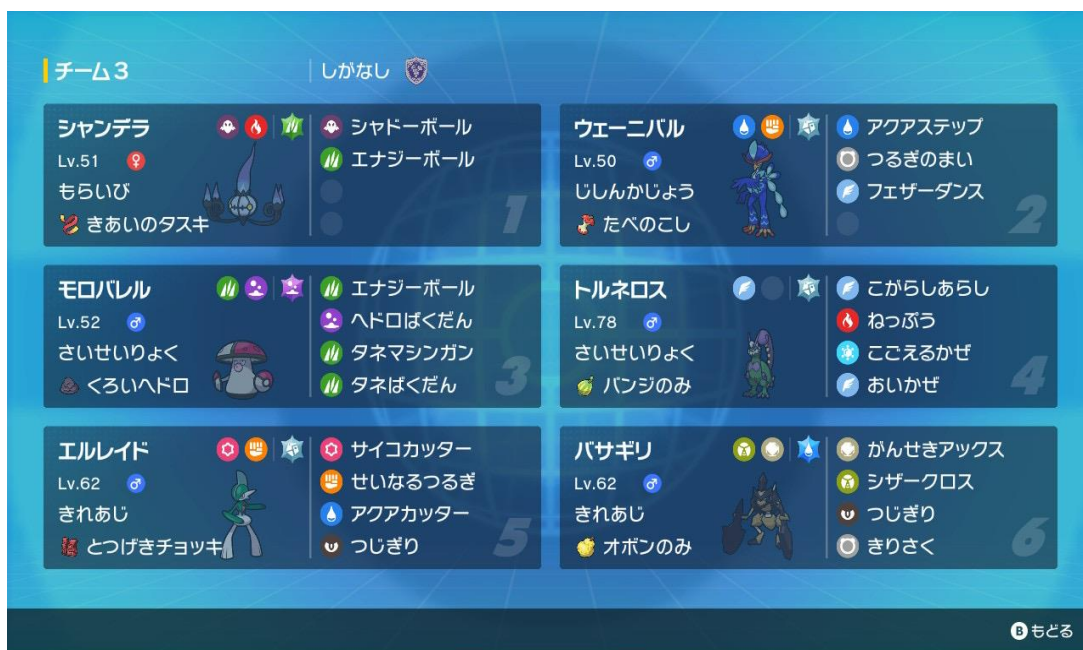 チーム3
しがなし
シャンデラ
Lv.51
もらいび
きあいのタスキ
シャドーボール
エナジーボール
1
ウェーニバル
Lv.50
じしんかじょう
たべのこし
アクアステップ
つるぎのまい
フェザーダンス
2
モロバレル
Lv.52
さいせいりょく
くろいヘドロ
エナジーボール
ヘドロばくだん
タネマシンガン
タネばくだん
3
トルネロス
Lv.78
さいせいりょく
バンジのみ
こがらしあらし
ねっぷう
こごえるかぜ
おいかぜ
4
エルレイド
Lv.62
きれあじ
とつげきチョッキ
サイコカッター
せいなるつるぎ
アクアカッター
つじぎり
5
バサギリ
Lv.62
きれあじ
オボンのみ
がんせきアックス
シザークロス
つじぎり
きりさく
6
B もどる